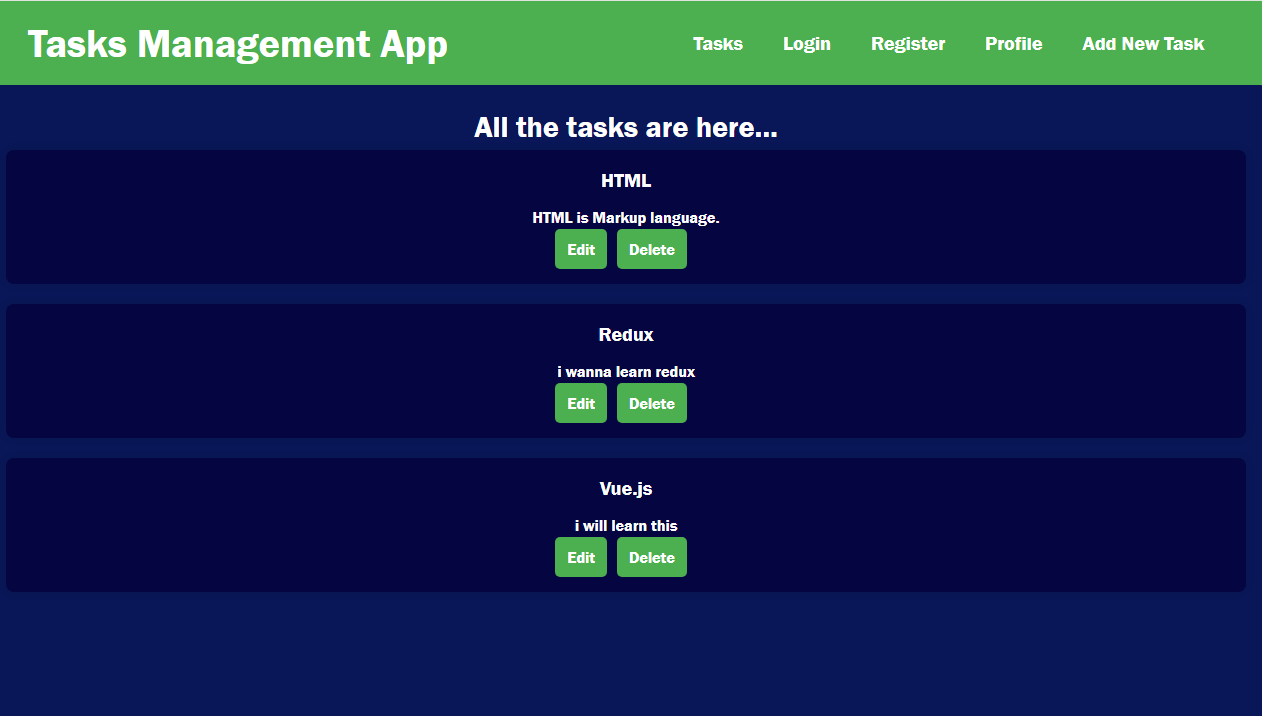 Tasks Management App
Tasks Login Register Profile Add New Task
All the tasks are here...
HTML
HTML is Markup language.
Edit Delete
Redux
i wanna learn redux
Edit Delete
Vue.js
i will learn this
Edit Delete